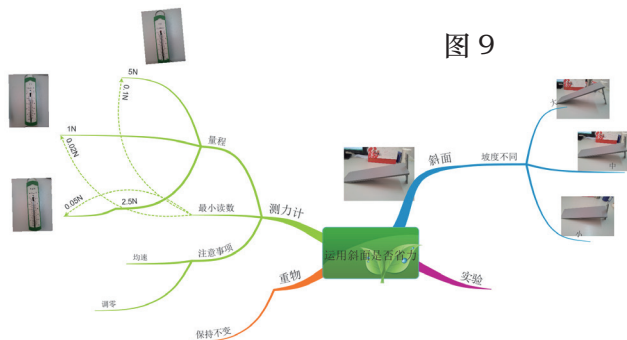 图 9
5N
0.1N
1N
0.02N
量程
0.05N
2.5N
最小读数
测力计
注意事项
均速
调零
重物
保持不变
运用斜面是否省力
斜面
坡度不同
中
小
实验